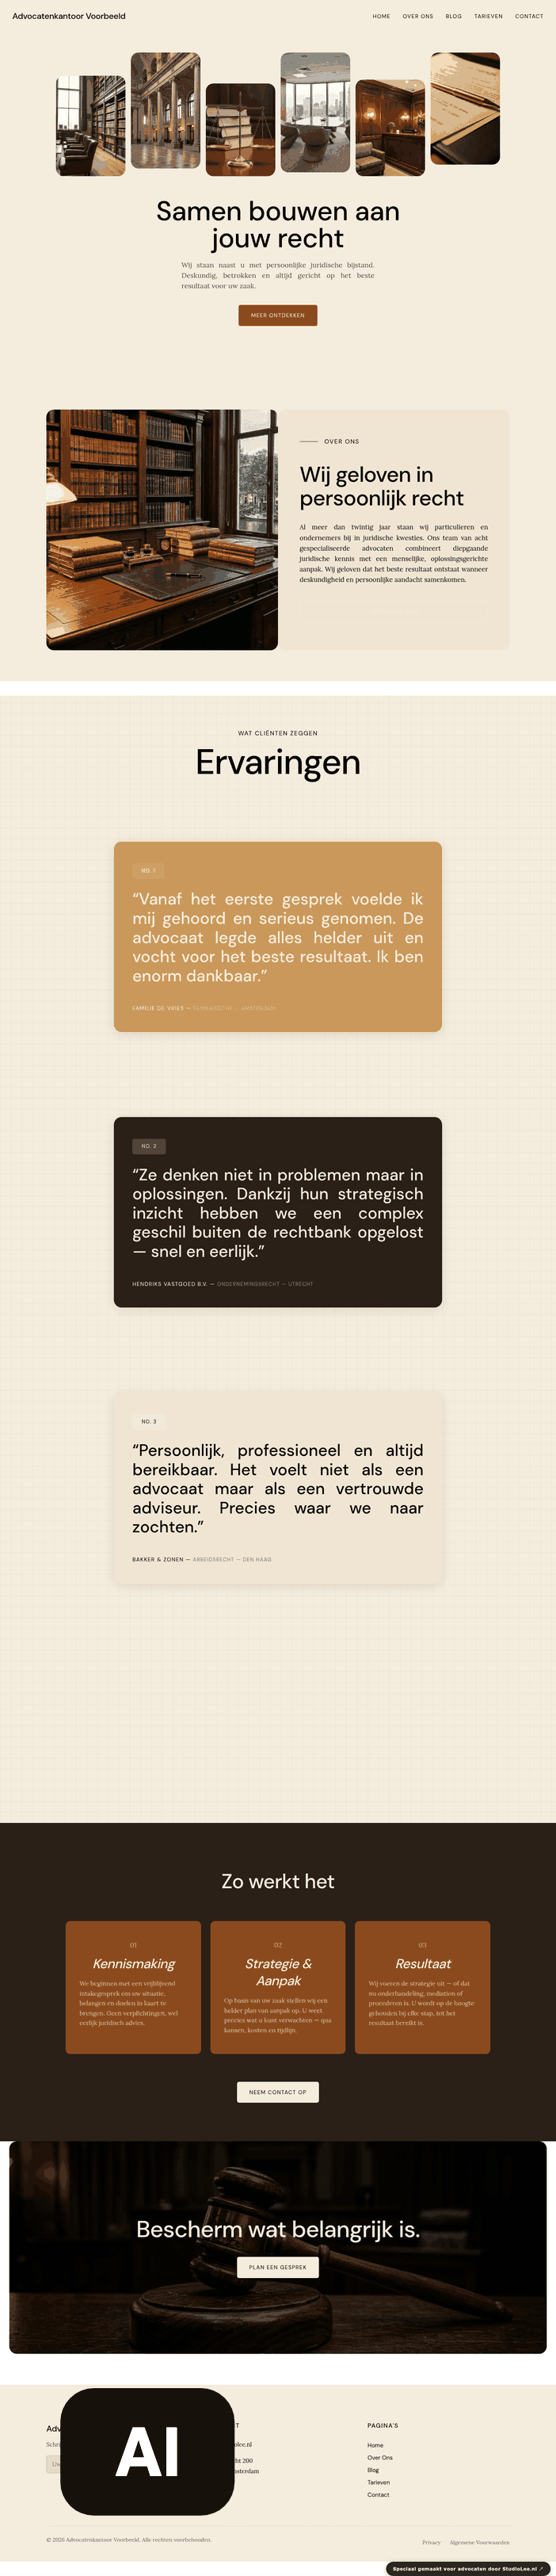 Advocatenkantoor Voorbeeld
HOME OVER ONS BLOG TARIEVEN CONTACT
Samen bouwen aan
jouw recht
Wij staan naast u met persoonlijke juridische bijstand.
Deskundig, betrokken en altijd gericht op het beste
resultaat voor uw zaak.
MEER ONTDEKKEN
OVER ONS
Wij geloven in
persoonlijk recht
Al meer dan twintig jaar staan wij particulieren en
ondernemers bij in juridische kwesties. Ons team van acht
gespecialiseerde advocaten combineert diepgaande
juridische kennis met een menselijke, oplossingsgerichte
aanpak. Wij geloven dat het beste resultaat ontstaat wanneer
deskundigheid en persoonlijke aandacht samenkomen.
WAT CLIËNTEN ZEGGEN
Ervaringen
NO. 1
“Vanaf het eerste gesprek voelde ik
mij gehoord en serieus genomen. De
advocaat legde alles helder uit en
vocht voor het beste resultaat. Ik ben
enorm dankbaar.”
FAMILIE DE VRIES —
NO. 2
“Ze denken niet in problemen maar in
oplossingen. Dankzij hun strategisch
inzicht hebben we een complex
geschil buiten de rechtbank opgelost
— snel en eerlijk.”
HENDRIKS VASTGOED B.V. — ONDERNEMINGSRECHT — UTRECHT
NO. 3
“Persoonlijk, professioneel en altijd
bereikbaar. Het voelt niet als een
advocaat maar als een vertrouwde
adviseur. Precies waar we naar
zochten.”
BAKKER & ZONEN — ARBEIDSRECHT — DEN HAAG
Zo werkt het
01
Kennismaking
We beginnen met een vrijblijvend
intakegesprek om uw situatie,
belangen en doelen in kaart te
brengen. Geen verplichtingen, wel
eerlijk juridisch advies.
02
Strategie &
Aanpak
Op basis van uw zaak stellen wij een
helder plan van aanpak op. U weet
precies wat u kunt verwachten — qua
kansen, kosten en tijdlijn.
03
Resultaat
Wij voeren de strategie uit — of dat
nu onderhandeling, mediation of
procederen is. U wordt op de hoogte
gehouden bij elke stap, tot het
resultaat bereikt is.
NEEM CONTACT OP
Bescherm wat belangrijk is.
PLAN EEN GESPREK
Adv
Schri
Uw
AI
T
olee.nl
ht 200
sterdam
PAGINA'S
Home
Over Ons
Blog
Tarieven
Contact
© 2026 Advocatenkantoor Voorbeeld. Alle rechten voorbehouden.
Privacy Algemene Voorwaarden
Speciaal gemaakt voor advocaten door StudioLee.nl ↗